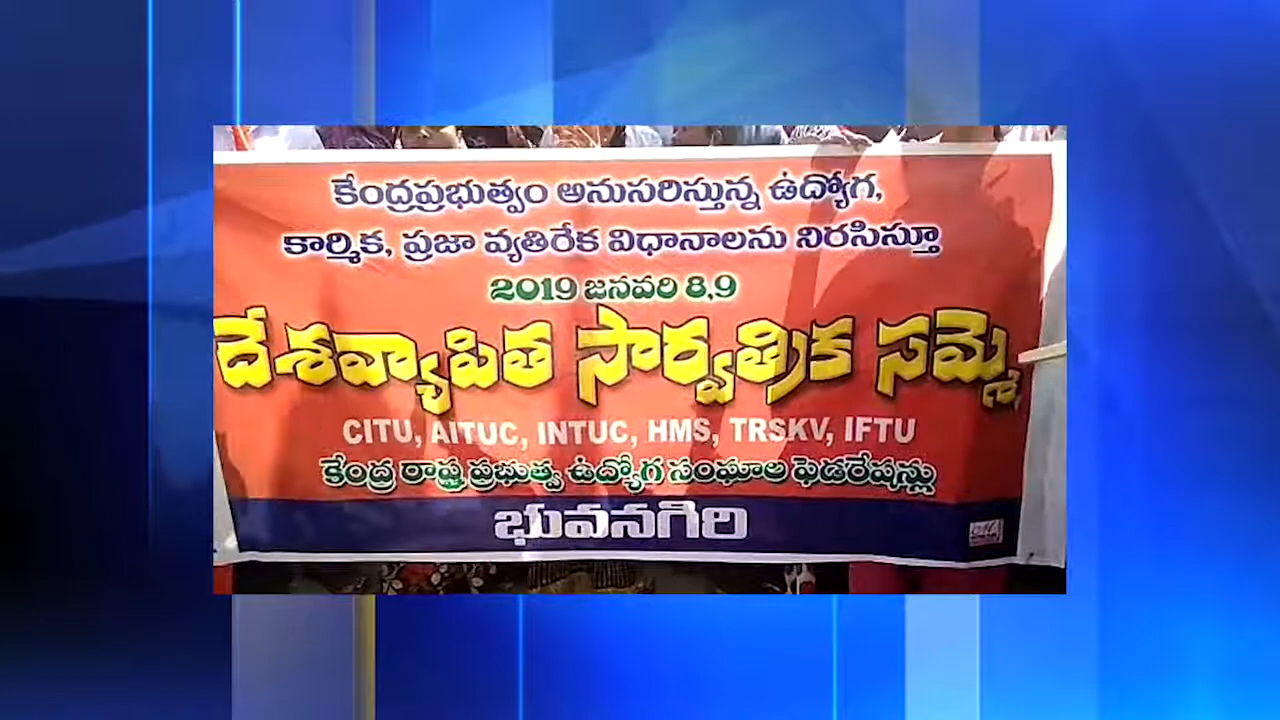 కేంద్రప్రభుత్వం అనుసరిస్తున్న ఉద్యోగ,
కార్మిక, ప్రజా వ్యతిరేక విధానాలను నిరసిస్తూ
2019 జనవరి 8,9
దేశవ్యాపిత సార్వత్రిక సమ్మె
CITU, AITUC, INTUC, HMS, TRSKV, IFTU
కేంద్ర రాష్ట్ర ప్రభుత్వ ఉద్యోగ సంఘాల ఫెడరేషన్లు
భువనగిరి